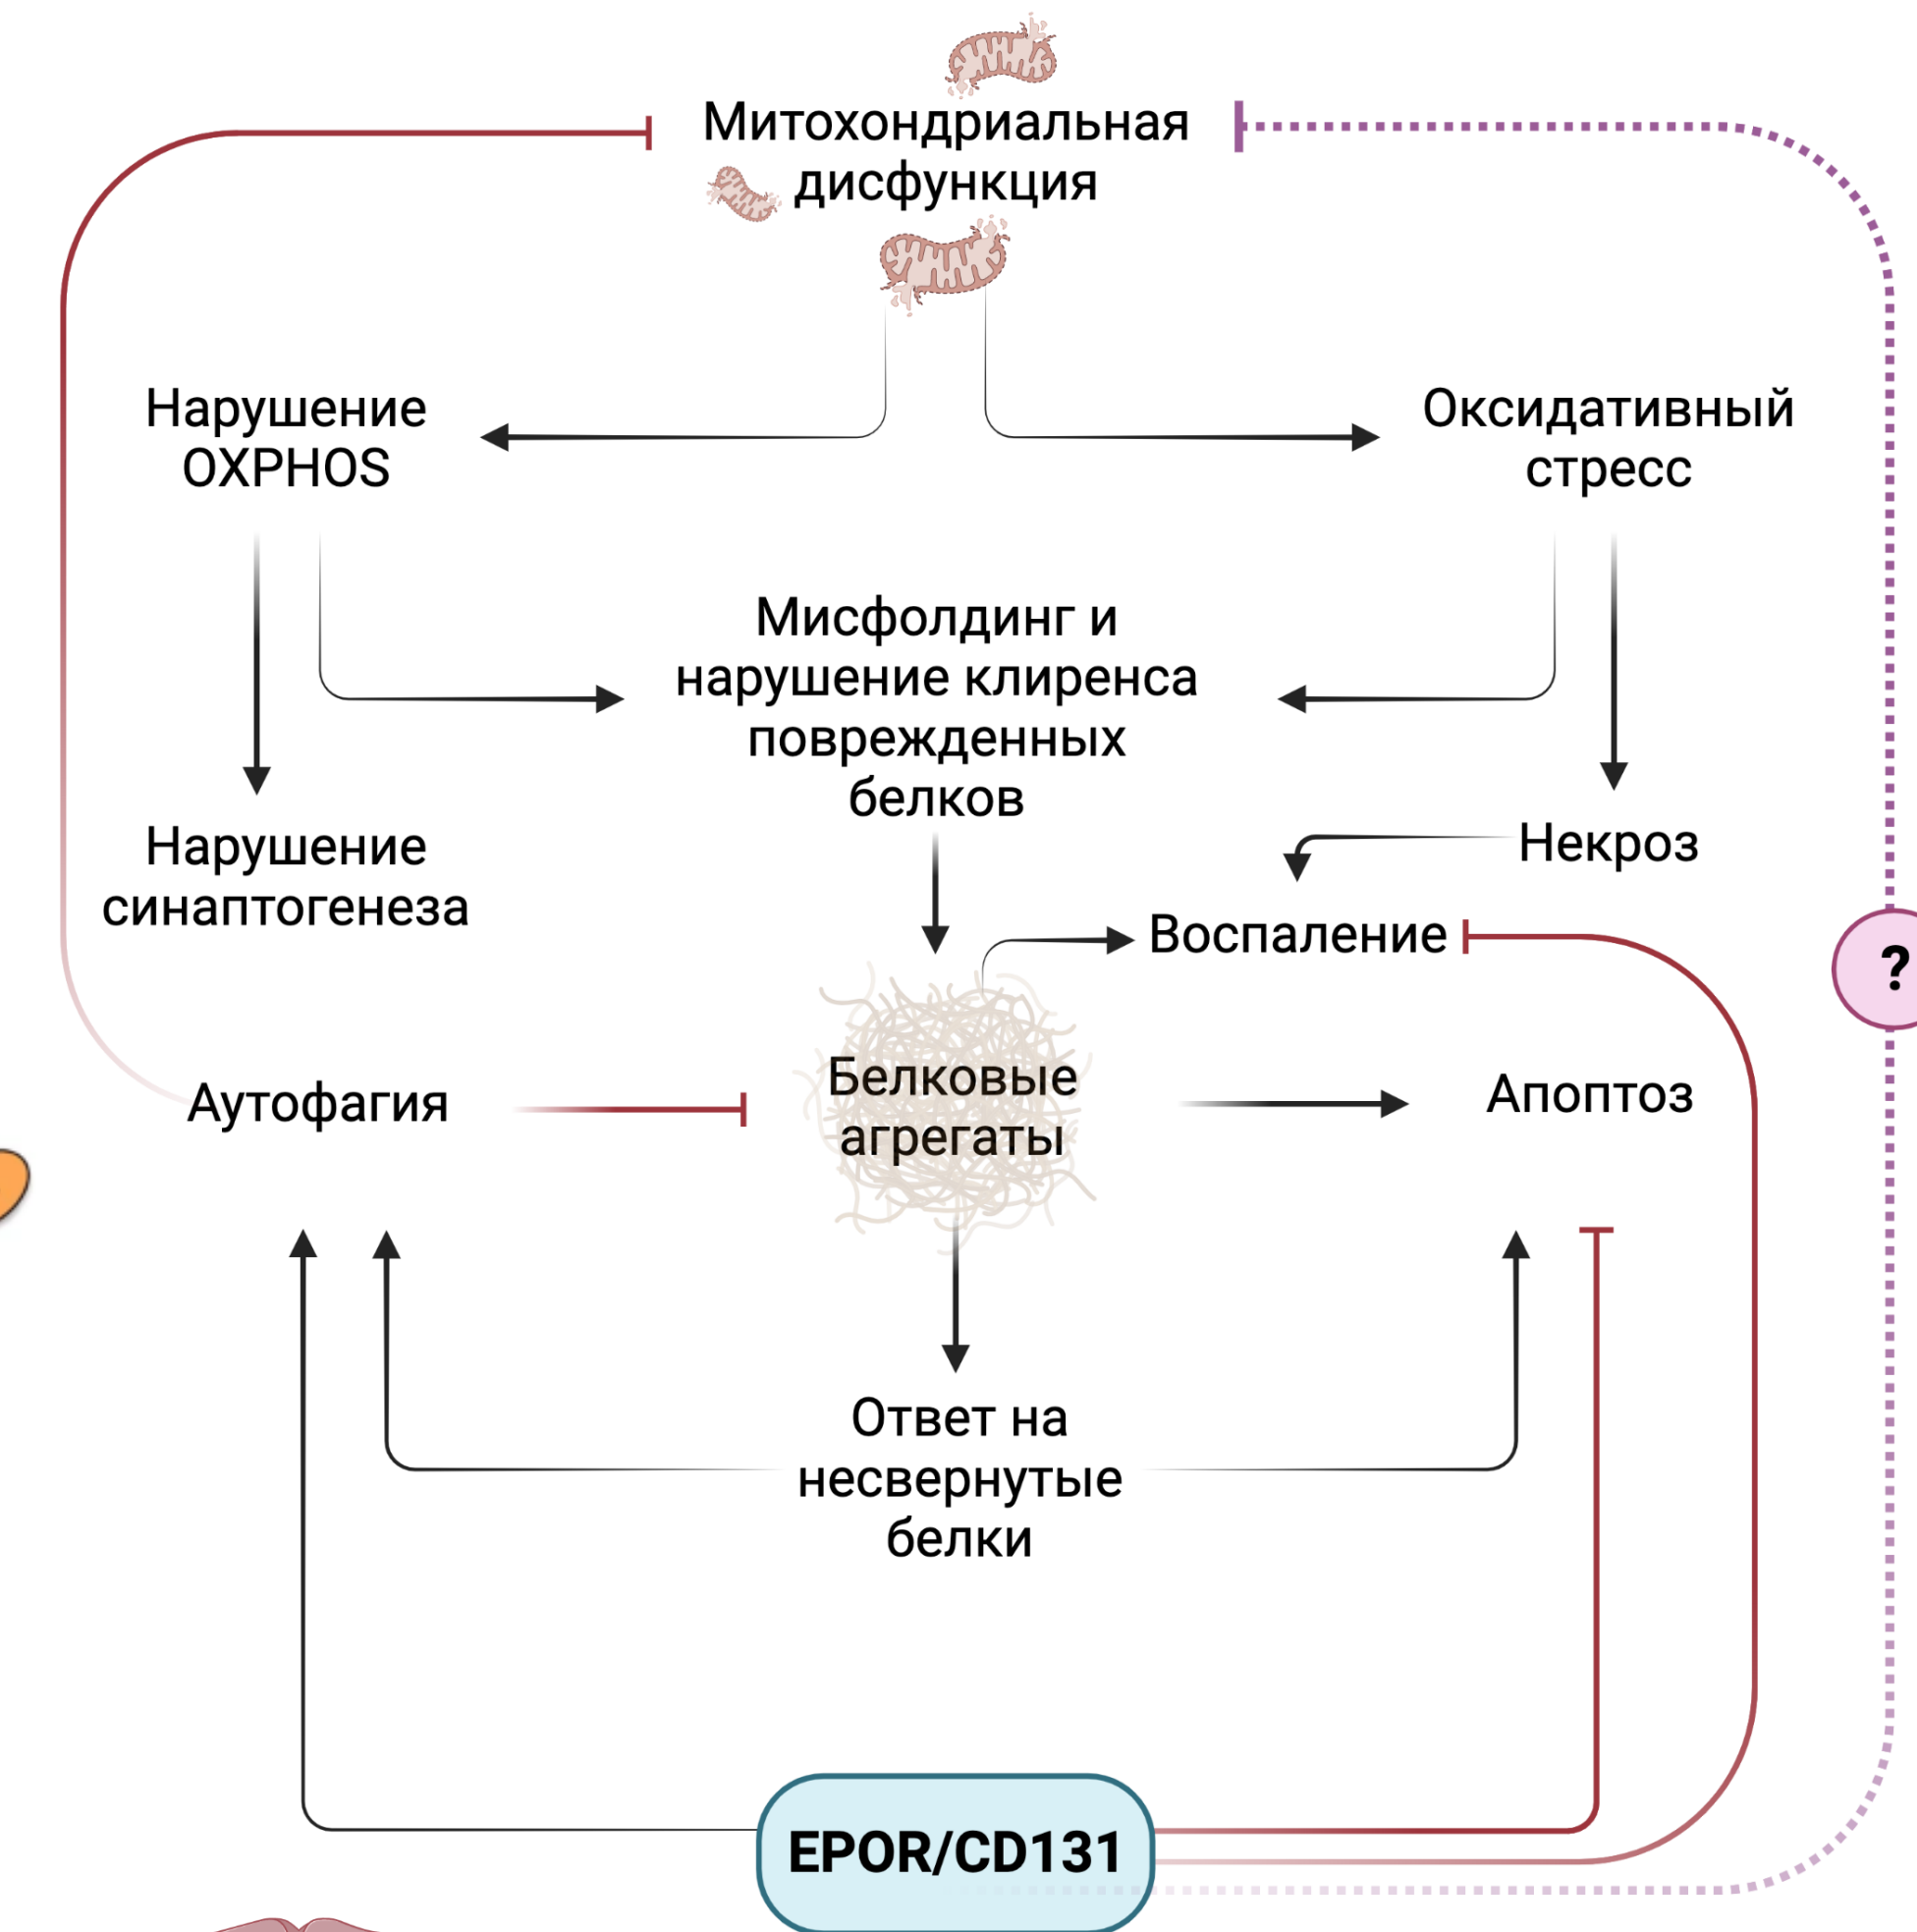 Митохондриальная
дисфункция
Нарушение
OXPHOS
Оксидативный
стресс
Мисфолдинг и
нарушение клиренса
поврежденных
белков
Нарушение
синаптогенеза
Некроз
Воспаление
?
Аутофагия
Белковые
агрегаты
Апоптоз
Ответ на
несвернутые
белки
EPOR/CD131